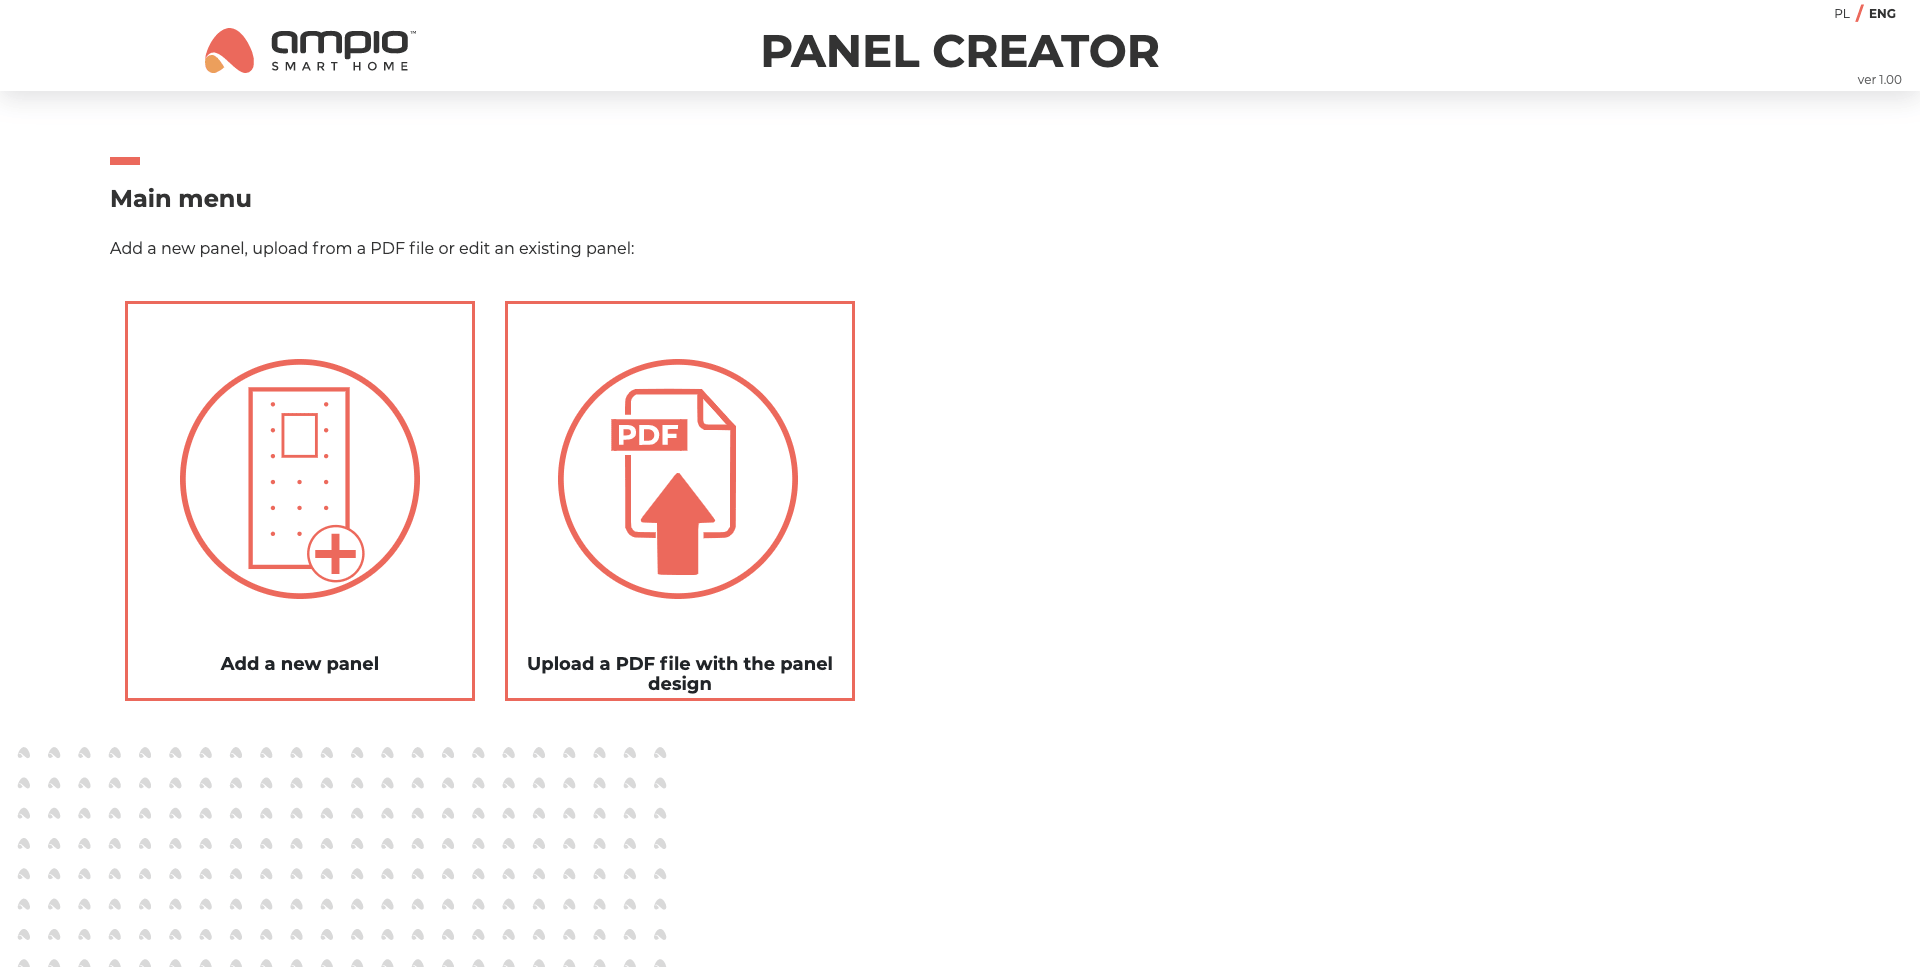 PL / ENG
ampio™
SMART HOME
PANEL CREATOR
ver 1.00
Main menu
Add a new panel, upload from a PDF file or edit an existing panel:
PDF
Add a new panel
Upload a PDF file with the panel
design